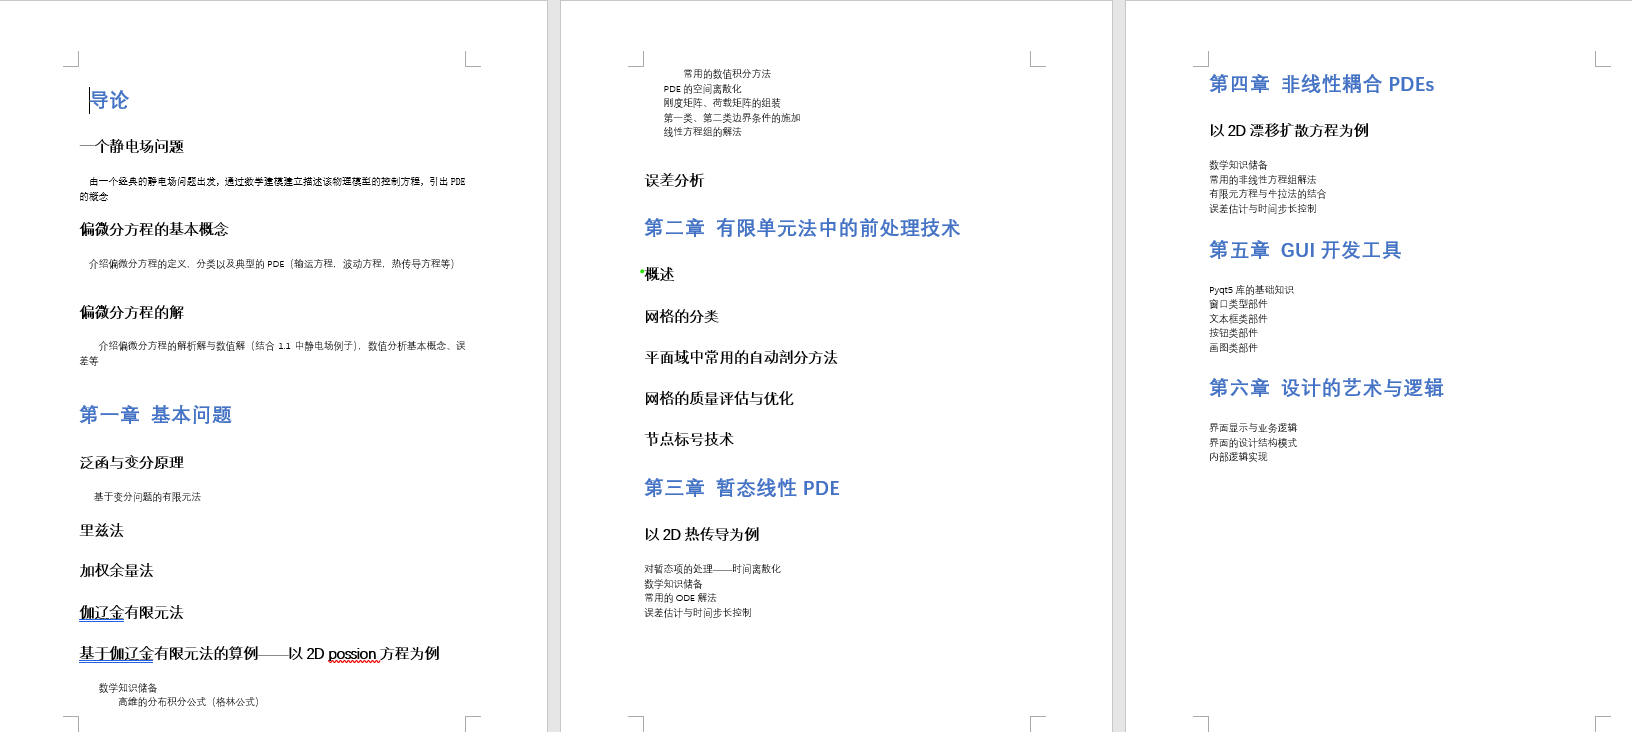 导论
一个静电场问题
由一个经典的静电场问题出发，通过数学建模建立描述该物理模型的控制方程，引出 PDE
的概念
偏微分方程的基本概念
介绍偏微分方程的定义、分类以及典型的 PDE（输运方程，波动方程，热传导方程等）
偏微分方程的解
介绍偏微分方程的解析解与数值解（结合 1.1 中静电场例子），数值分析基本概念、误
差等
第一章 基本问题
泛函与变分原理
基于变分问题的有限元法
里兹法
加权余量法
伽辽金有限元法
基于伽辽金有限元法的算例——以 2D possion 方程为例
数学知识储备
高维的分布积分公式（格林公式）
常用的数值积分方法
PDE 的空间离散化
刚度矩阵、荷载矩阵的组装
第一类、第二类边界条件的施加
线性方程组的解法
误差分析
第二章 有限单元法中的前处理技术
概述
网格的分类
平面域中常用的自动剖分方法
网格的质量评估与优化
节点标号技术
第三章 暂态线性 PDE
以 2D 热传导为例
对暂态项的处理——时间离散化
数学知识储备
常用的 ODE 解法
误差估计与时间步长控制
第四章 非线性耦合 PDEs
以 2D 漂移扩散方程为例
数学知识储备
常用的非线性方程组解法
有限元方程与牛拉法的结合
误差估计与时间步长控制
第五章 GUI 开发工具
Pyqt5 库的基础知识
窗口类型部件
文本框类部件
按钮类部件
画图类部件
第六章 设计的艺术与逻辑
界面显示与业务逻辑
界面的设计结构模式
内部逻辑实现